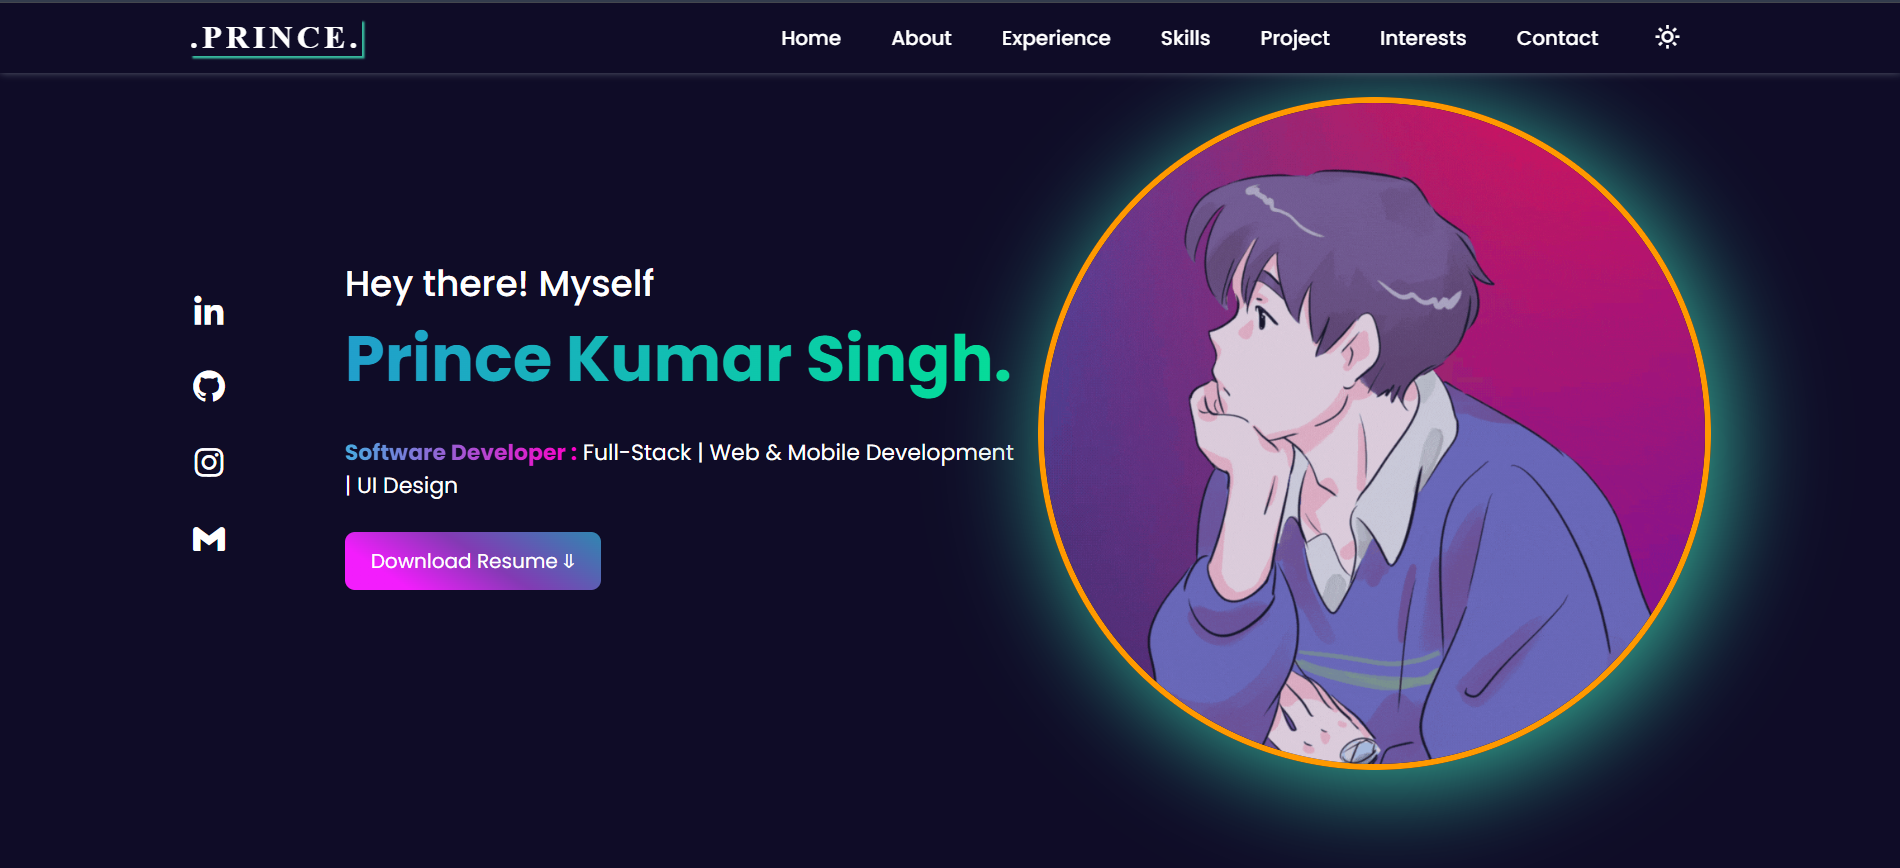 .PRINCE.
Home About Experience Skills Project Interests Contact
Hey there! Myself
Prince Kumar Singh.
Software Developer : Full-Stack | Web & Mobile Development
| UI Design
Download Resume ⇓